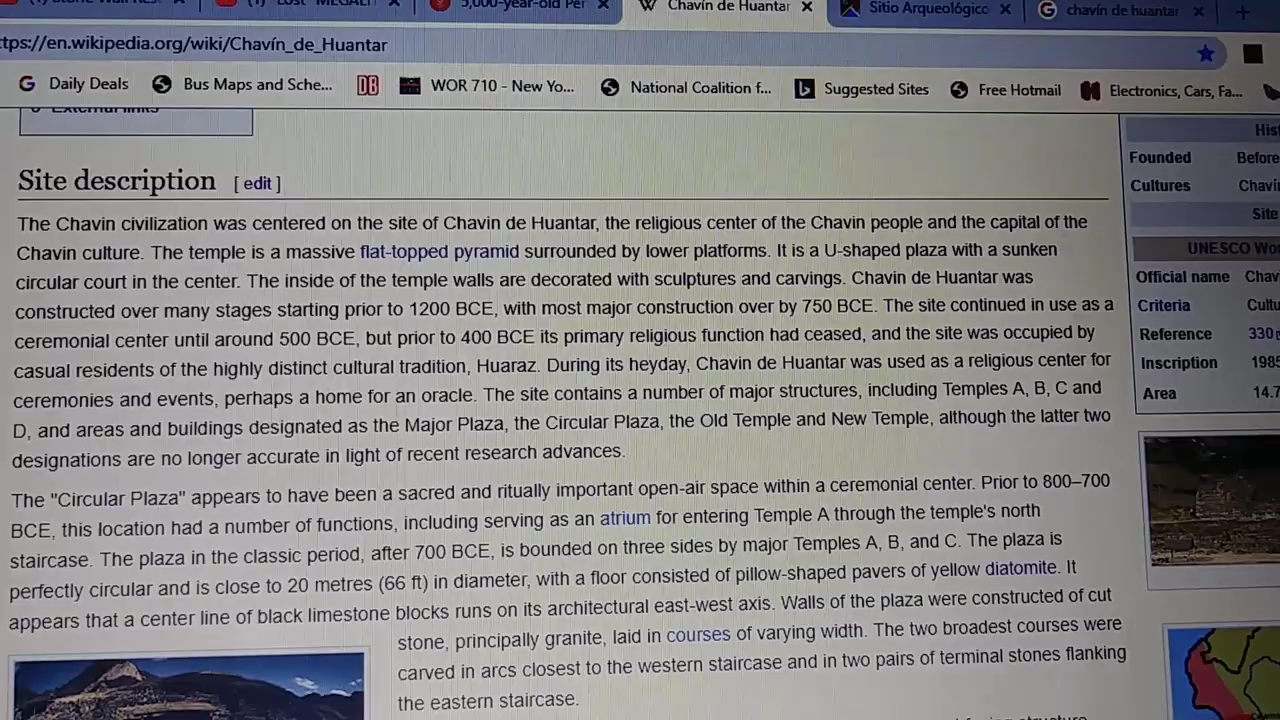 5,000-year-old Per
Chavín de Huantar
Sitio Arqueológico
chavín de huantar
ttps://en.wikipedia.org/wiki/Chavín_de_Huantar
Daily Deals
Bus Maps and Sche...
DB
WOR 710 - New Yo...
National Coalition f...
Suggested Sites
Free Hotmail
Electronics, Cars, Fa...
External links
Site description [ edit ]
The Chavin civilization was centered on the site of Chavin de Huantar, the religious center of the Chavin people and the capital of the
Chavin culture. The temple is a massive flat-topped pyramid surrounded by lower platforms. It is a U-shaped plaza with a sunken
circular court in the center. The inside of the temple walls are decorated with sculptures and carvings. Chavin de Huantar was
constructed over many stages starting prior to 1200 BCE, with most major construction over by 750 BCE. The site continued in use as a
ceremonial center until around 500 BCE, but prior to 400 BCE its primary religious function had ceased, and the site was occupied by
casual residents of the highly distinct cultural tradition, Huaraz. During its heyday, Chavin de Huantar was used as a religious center for
ceremonies and events, perhaps a home for an oracle. The site contains a number of major structures, including Temples A, B, C and
D, and areas and buildings designated as the Major Plaza, the Circular Plaza, the Old Temple and New Temple, although the latter two
designations are no longer accurate in light of recent research advances.
The "Circular Plaza" appears to have been a sacred and ritually important open-air space within a ceremonial center. Prior to 800–700
BCE, this location had a number of functions, including serving as an atrium for entering Temple A through the temple's north
staircase. The plaza in the classic period, after 700 BCE, is bounded on three sides by major Temples A, B, and C. The plaza is
perfectly circular and is close to 20 metres (66 ft) in diameter, with a floor consisted of pillow-shaped pavers of yellow diatomite. It
appears that a center line of black limestone blocks runs on its architectural east-west axis. Walls of the plaza were constructed of cut
stone, principally granite, laid in courses of varying width. The two broadest courses were
carved in arcs closest to the western staircase and in two pairs of terminal stones flanking
the eastern staircase.
His
Founded Before
Cultures Chaví
Site
UNESCO Wo
Official name Chav
Criteria Cultu
Reference 330
Inscription 1985
Area 14.7